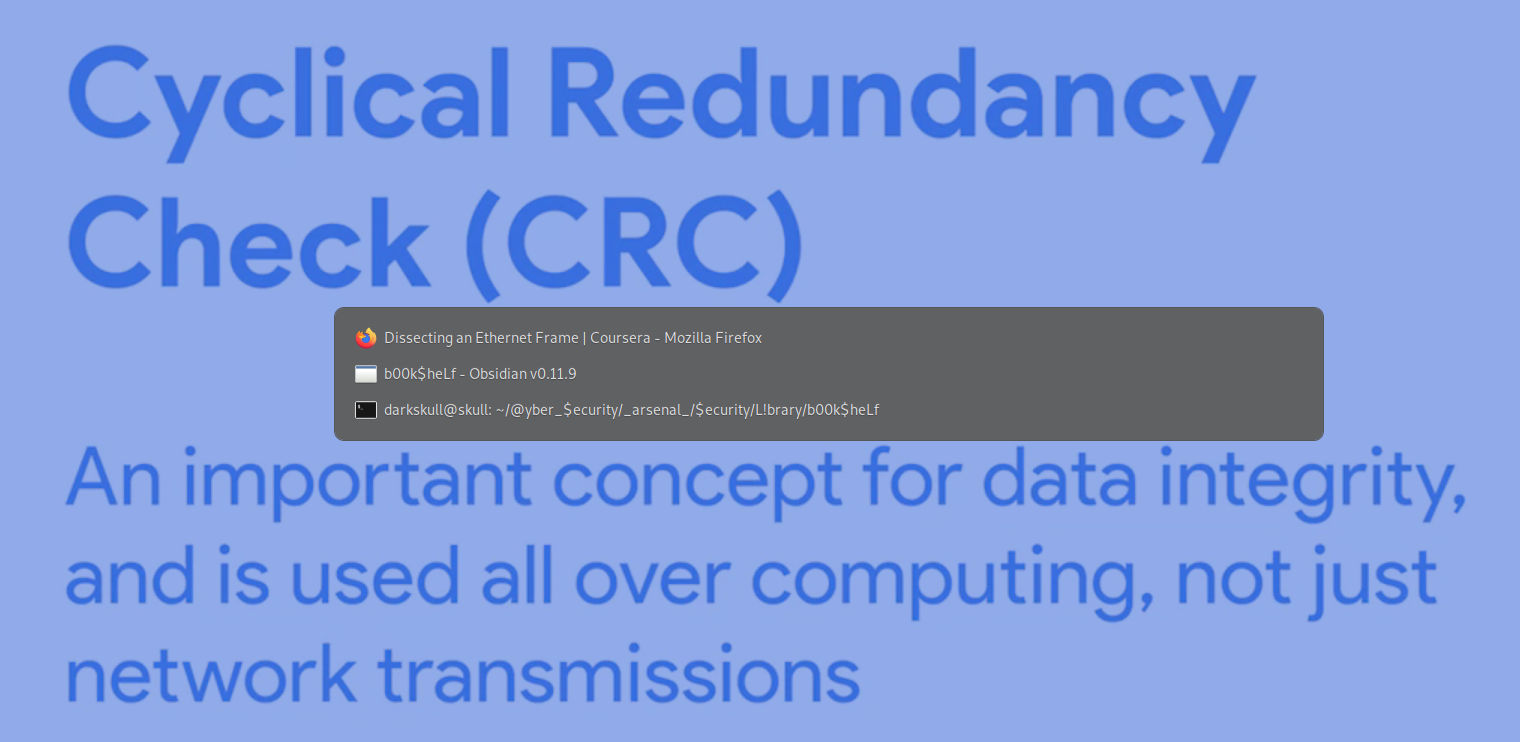 Cyclical Redundancy
Check (CRC)
Dissecting an Ethernet Frame | Coursera - Mozilla Firefox
b00k$heLf - Obsidian v0.11.9
darkskull@skull: ~/@yber_$ecurity/_arsenal_/$ecurity/L!brary/b00k$heLf
An important concept for data integrity,
and is used all over computing, not just
network transmissions